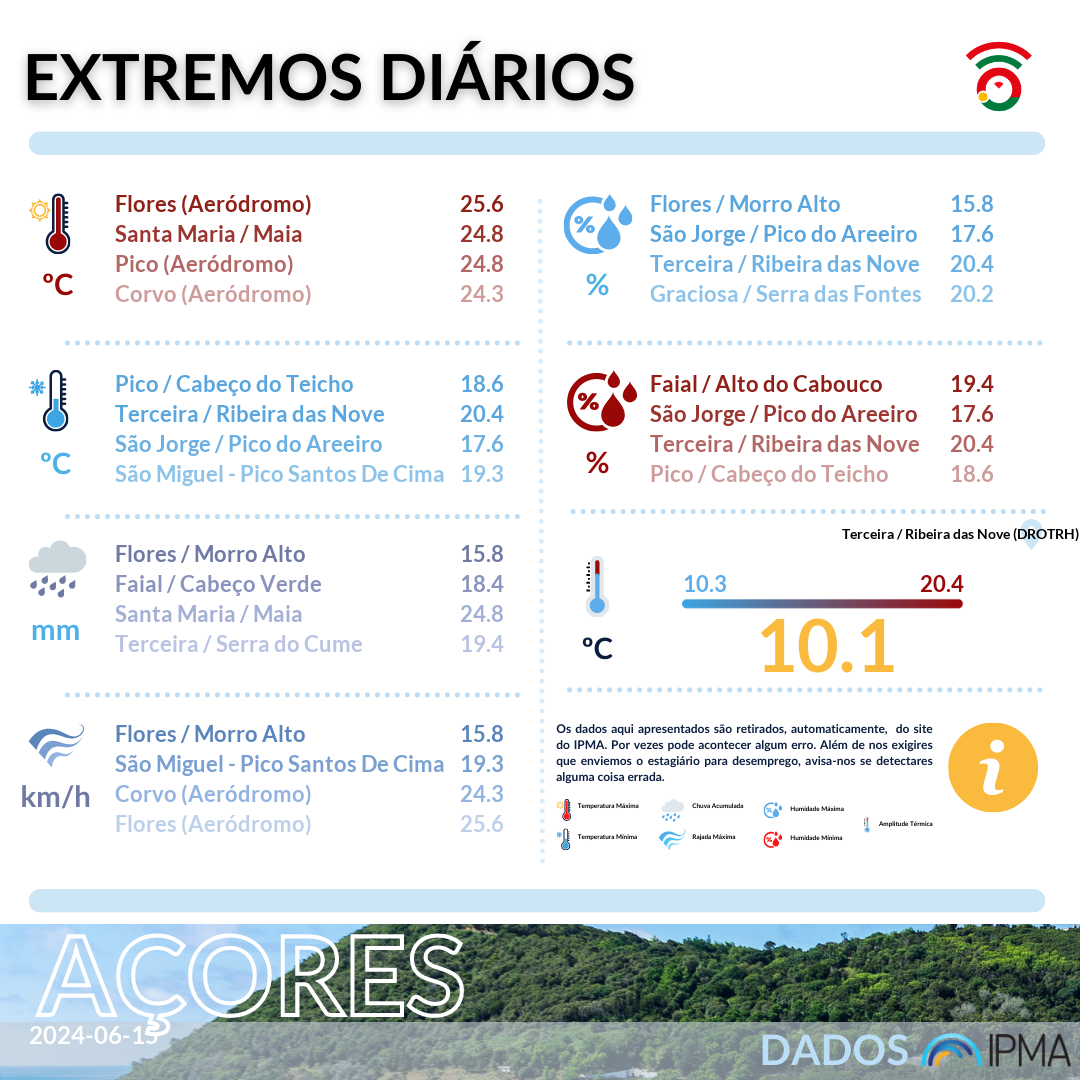 EXTREMOS DIÁRIOS
Flores (Aeródromo) 25.6
Santa Maria / Maia 24.8
Pico (Aeródromo) 24.8
Corvo (Aeródromo) 24.3
ºC
Pico / Cabeço do Teicho 18.6
Terceira / Ribeira das Nove 20.4
São Jorge / Pico do Areeiro 17.6
São Miguel - Pico Santos De Cima 19.3
ºC
Flores / Morro Alto 15.8
Faial / Cabeço Verde 18.4
Santa Maria / Maia 24.8
Terceira / Serra do Cume 19.4
mm
Flores / Morro Alto 15.8
São Miguel - Pico Santos De Cima 19.3
Corvo (Aeródromo) 24.3
Flores (Aeródromo) 25.6
km/h
%
Flores / Morro Alto 15.8
São Jorge / Pico do Areeiro 17.6
Terceira / Ribeira das Nove 20.4
Graciosa / Serra das Fontes 20.2
%
%
Faial / Alto do Cabouco 19.4
São Jorge / Pico do Areeiro 17.6
Terceira / Ribeira das Nove 20.4
Pico / Cabeço do Teicho 18.6
%
Terceira / Ribeira das Nove (DROTRH)
10.3 20.4
10.1
ºC
Os dados aqui apresentados são retirados, automaticamente, do site
do IPMA. Por vezes pode acontecer algum erro. Além de nos exigires
que enviemos o estagiário para desemprego, avisa-nos se detectares
alguma coisa errada.
i
Temperatura Máxima
Chuva Acumulada
Humidade Máxima
Amplitude Térmica
Temperatura Mínima
Rajada Máxima
Humidade Mínima
AÇORES
2024-06-15
DADOS IPMA